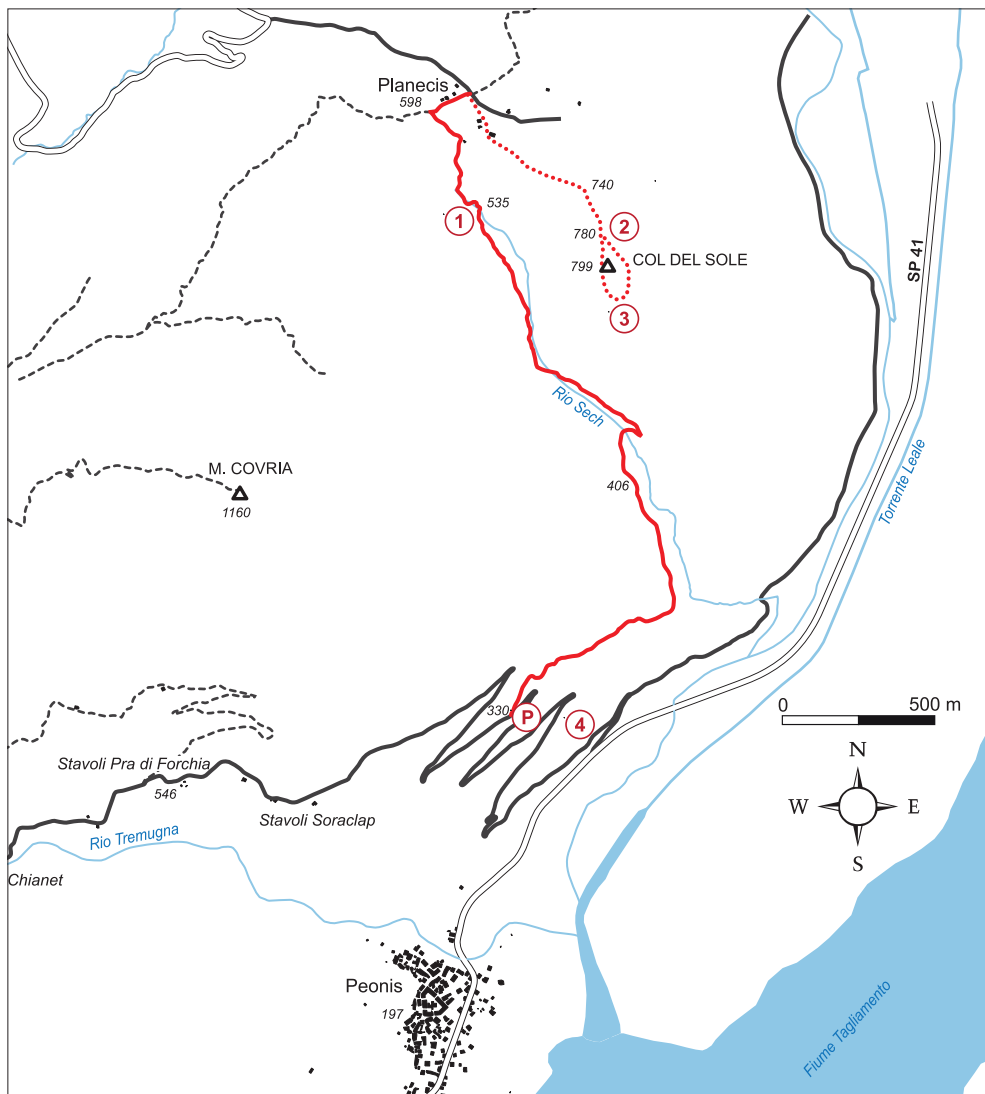 Planecis
598
740
1
535
2
780
799
COL DEL SOLE
SP 41
3
Rio Sech
M. COVRIA
1160
406
Torrente Leale
330
P
4
0
500 m
N
W
E
S
Stavoli Pra di Forchia
546
Stavoli Soraclap
Rio Tremugna
Chianet
Peonis
197
Fiume Tagliamento